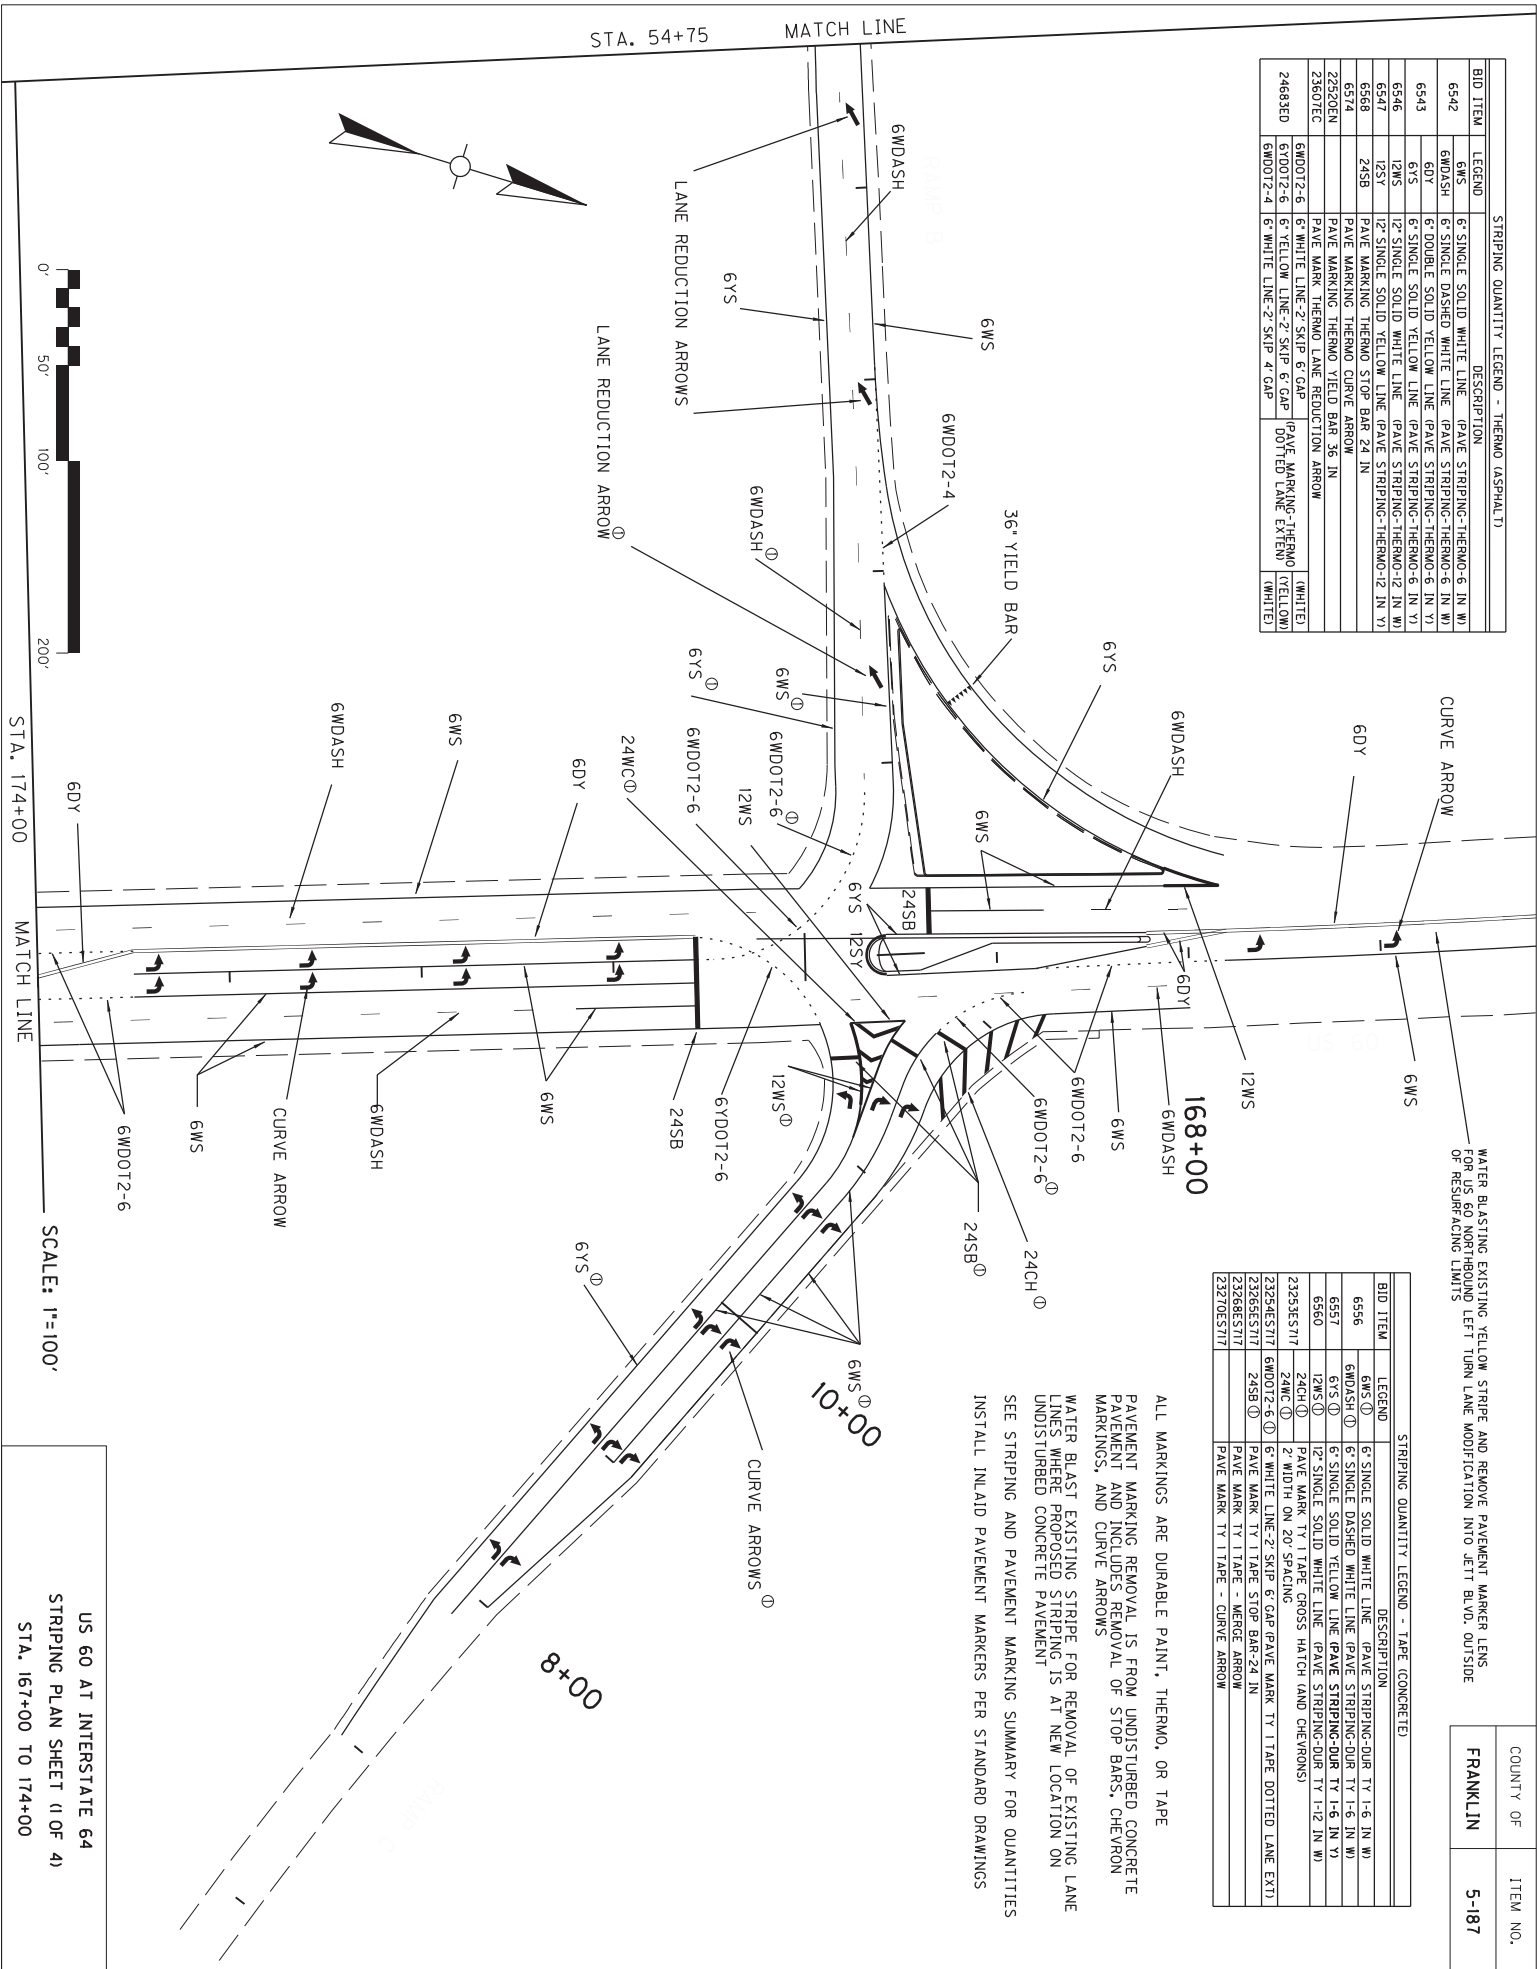 COUNTY OF
ITEM NO.
FRANKLIN
5-187
STRIPING QUANTITY LEGEND - THERMO (ASPHALT)
BID ITEM LEGEND DESCRIPTION
6542 6WS 6" SINGLE SOLID WHITE LINE (PAVE STRIPING-THERMO-6 IN W)
6WDASH 6" SINGLE DASHED WHITE LINE (PAVE STRIPING-THERMO-6 IN W)
6543 6DY 6" DOUBLE SOLID YELLOW LINE (PAVE STRIPING-THERMO-6 IN Y)
6YS 6" SINGLE SOLID YELLOW LINE (PAVE STRIPING-THERMO-6 IN Y)
6546 12WS 12" SINGLE SOLID WHITE LINE (PAVE STRIPING-THERMO-12 IN W)
6547 12SY 12" SINGLE SOLID YELLOW LINE (PAVE STRIPING-THERMO-12 IN Y)
6568 24SB PAVE MARKING THERMO STOP BAR 24 IN
6574 PAVE MARKING THERMO CURVE ARROW
22520EN PAVE MARKING THERMO YIELD BAR 36 IN
23607EC PAVE MARK THERMO LANE REDUCTION ARROW
24683ED 6WDOT2-6 6" WHITE LINE-2' SKIP 6' GAP (PAVE MARKING-THERMO DOTTED LANE EXTEN) (WHITE)
6YDOT2-6 6" YELLOW LINE-2' SKIP 6' GAP (YELLOW)
6WDOT2-4 6" WHITE LINE-2' SKIP 4' GAP (WHITE)
STRIPING QUANTITY LEGEND - TAPE (CONCRETE)
BID ITEM LEGEND DESCRIPTION
6556 6WS ① 6" SINGLE SOLID WHITE LINE (PAVE STRIPING-DUR TY 1-6 IN W)
6WDASH ① 6" SINGLE DASHED WHITE LINE (PAVE STRIPING-DUR TY 1-6 IN W)
6557 6YS ① 6" SINGLE SOLID YELLOW LINE (PAVE STRIPING-DUR TY 1-6 IN Y)
6560 12WS ① 12" SINGLE SOLID WHITE LINE (PAVE STRIPING-DUR TY 1-12 IN W)
23253ES717 24CH ① PAVE MARK TY 1 TAPE CROSS HATCH (AND CHEVRONS)
24WC ① 2' WIDTH ON 20' SPACING
23254ES717 6WDOT2-6 ① 6" WHITE LINE-2' SKIP 6' GAP (PAVE MARK TY 1 TAPE DOTTED LANE EXT)
23265ES717 24SB ① PAVE MARK TY 1 TAPE STOP BAR-24 IN
23268ES717 PAVE MARK TY 1 TAPE - MERGE ARROW
23270ES717 PAVE MARK TY 1 TAPE - CURVE ARROW
WATER BLASTING EXISTING YELLOW STRIPE AND REMOVE PAVEMENT MARKER LENS
FOR US 60 NORTHBOUND LEFT TURN LANE MODIFICATION INTO JETT BLVD. OUTSIDE
OF RESURFACING LIMITS
ALL MARKINGS ARE DURABLE PAINT, THERMO, OR TAPE
PAVEMENT MARKING REMOVAL IS FROM UNDISTURBED CONCRETE
PAVEMENT AND INCLUDES REMOVAL OF STOP BARS, CHEVRON
MARKINGS, AND CURVE ARROWS
WATER BLAST EXISTING STRIPE FOR REMOVAL OF EXISTING LANE
LINES WHERE PROPOSED STRIPING IS AT NEW LOCATION ON
UNDISTURBED CONCRETE PAVEMENT
SEE STRIPING AND PAVEMENT MARKING SUMMARY FOR QUANTITIES
INSTALL INLAID PAVEMENT MARKERS PER STANDARD DRAWINGS
CURVE ARROW
6DY
6WS
12WS
6WDASH
6YS
36" YIELD BAR
6WDOT2-4
6WS
6WDASH
LANE REDUCTION ARROWS
6YS
LANE REDUCTION ARROW ①
6WDASH ①
6WS ①
6YS ①
6WDOT2-6 ①
12WS
6WDOT2-6
24WC ①
6DY
6WS
6WDASH
6DY
6WS
24SB
6YS
12SY
6DY
168+00
6WDASH
6WS
6WDOT2-6
6WDOT2-6 ①
24CH ①
24SB ①
12WS ①
6YDOT2-6
24SB
6WS
6WDASH
CURVE ARROW
6WS
6WDOT2-6
6YS ①
6WS ①
10+00
CURVE ARROWS ①
8+00
STA. 54+75 MATCH LINE
STA. 174+00 MATCH LINE
0'
50'
100'
200'
SCALE: 1"=100'
US 60 AT INTERSTATE 64
STRIPING PLAN SHEET (1 OF 4)
STA. 167+00 TO 174+00